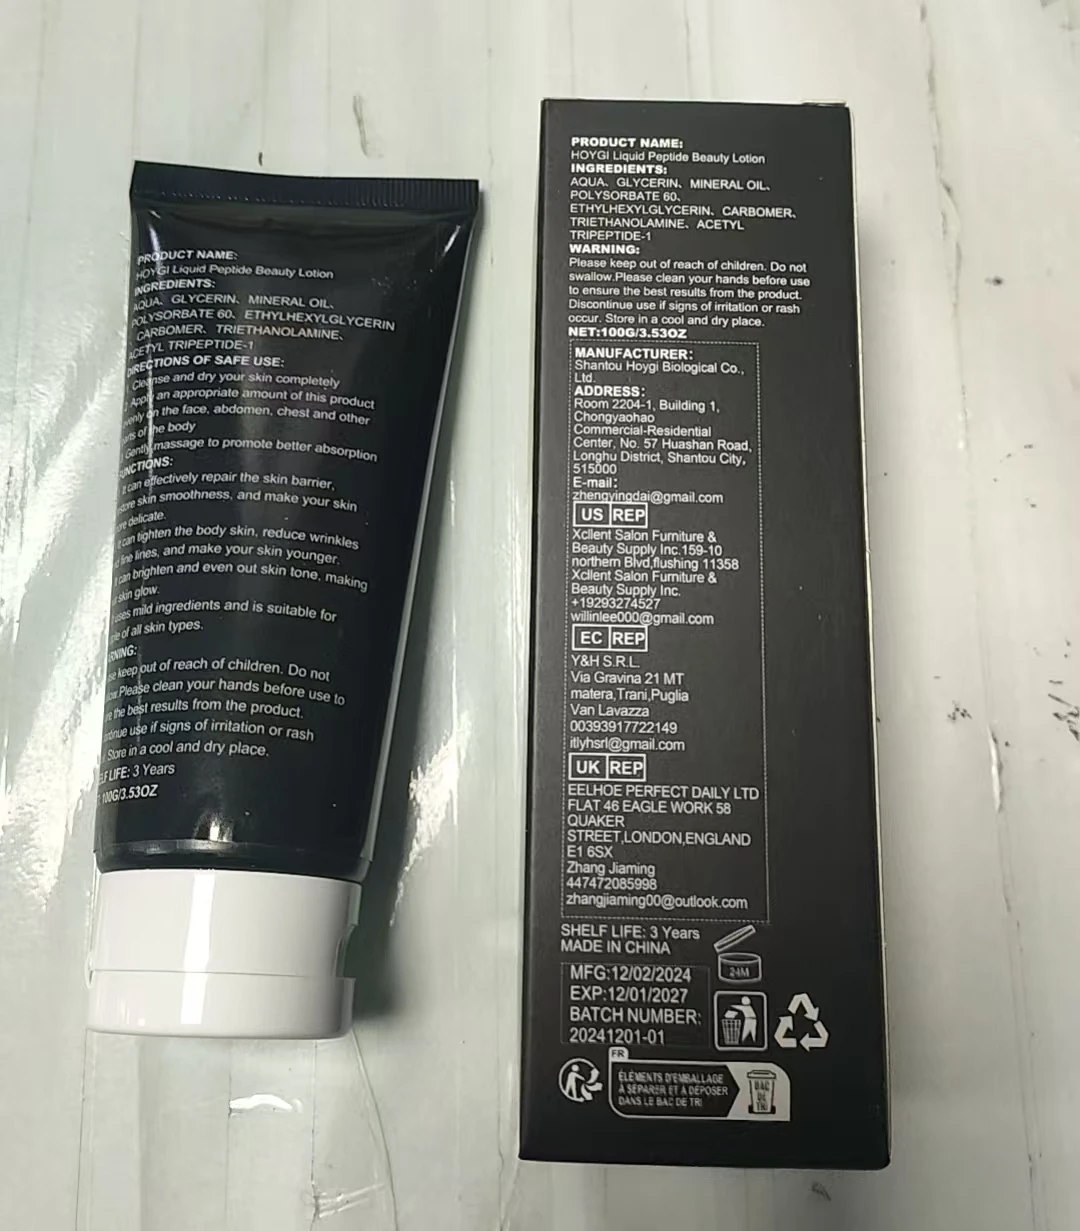 PRODUCT NAME:
HOYGI Liquid Peptide Beauty Lotion
INGREDIENTS:
AQUA、GLYCERIN、MINERAL OIL、
POLYSORBATE 60、ETHYLHEXYLGLYCERIN
CARBOMER、TRIETHANOLAMINE、
ACETYL TRIPEPTIDE-1
DIRECTIONS OF SAFE USE:
Cleanse and dry your skin completely
Apply an appropriate amount of this product
evenly on the face, abdomen, chest and other
parts of the body
Gently massage to promote better absorption
FUNCTIONS:
It can effectively repair the skin barrier,
skin smoothness, and make your skin
delicate.
It can tighten the body skin, reduce wrinkles
fine lines, and make your skin younger.
It can brighten and even out skin tone, making
skin glow.
uses mild ingredients and is suitable for
of all skin types.
WARNING:
keep out of reach of children. Do not
Please clean your hands before use to
the best results from the product.
use if signs of irritation or rash
Store in a cool and dry place.
SHELF LIFE: 3 Years
100G/3.53OZ
PRODUCT NAME:
HOYGI Liquid Peptide Beauty Lotion
INGREDIENTS:
AQUA、GLYCERIN、MINERAL OIL、
POLYSORBATE 60、
ETHYLHEXYLGLYCERIN、CARBOMER、
TRIETHANOLAMINE、ACETYL
TRIPEPTIDE-1
WARNING:
Please keep out of reach of children. Do not
swallow.Please clean your hands before use
to ensure the best results from the product.
Discontinue use if signs of irritation or rash
occur. Store in a cool and dry place.
NET:100G/3.53OZ
MANUFACTURER:
Shantou Hoygi Biological Co.,
Ltd.
ADDRESS:
Room 2204-1, Building 1,
Chongyaohao
Commercial-Residential
Center, No. 57 Huashan Road,
Longhu District, Shantou City,
515000
E-mail:
zhengyingdai@gmail.com
US REP
Xcllent Salon Furniture &
Beauty Supply Inc.159-10
northern Blvd,flushing 11358
Xcllent Salon Furniture &
Beauty Supply Inc.
+19293274527
willinlee000@gmail.com
EC REP
Y&H S.R.L.
Via Gravina 21 MT
matera,Trani,Puglia
Van Lavazza
00393917722149
itlyhsrl@gmail.com
UK REP
EELHOE PERFECT DAILY LTD
FLAT 46 EAGLE WORK 58
QUAKER
STREET,LONDON,ENGLAND
E1 6SX
Zhang Jiaming
447472085998
zhangjiaming00@outlook.com
SHELF LIFE: 3 Years
MADE IN CHINA
24M
MFG:12/02/2024
EXP:12/01/2027
BATCH NUMBER:
20241201-01
FR
ÉLÉMENTS D'EMBALLAGE
À SÉPARER ET À DÉPOSER
DANS LE BAC DE TRI
BAC
DE
TRI